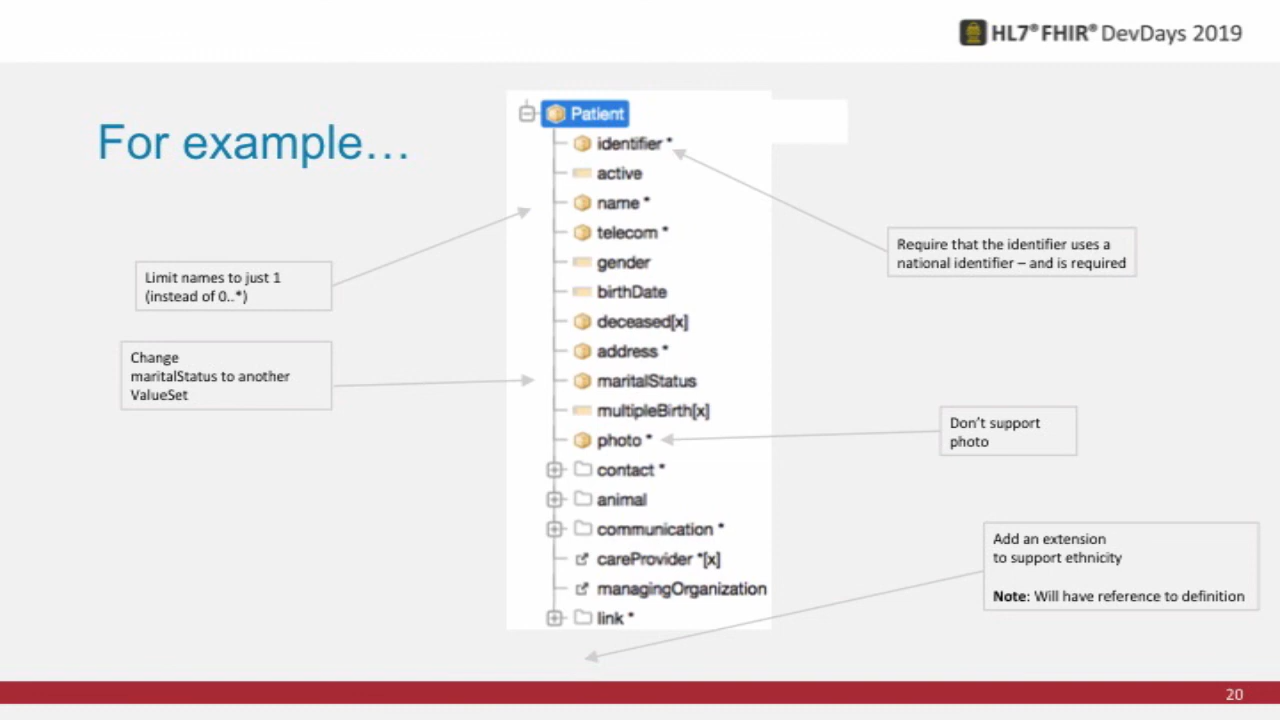 HL7® FHIR® DevDays 2019
For example…
Patient
identifier *
active
name *
telecom *
gender
birthDate
deceased[x]
address *
maritalStatus
multipleBirth[x]
photo *
contact *
animal
communication *
careProvider *[x]
managingOrganization
link *
Limit names to just 1
(instead of 0..*)
Change
maritalStatus to another
ValueSet
Require that the identifier uses a
national identifier – and is required
Don't support
photo
Add an extension
to support ethnicity
Note: Will have reference to definition
20